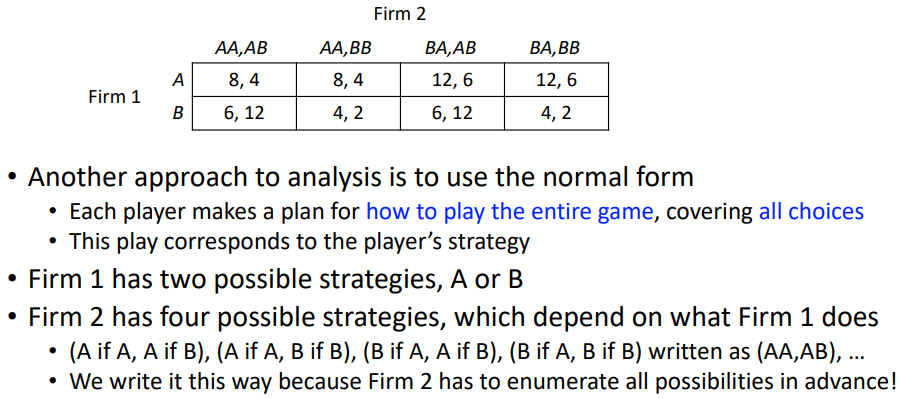 Firm 2
AA,AB AA,BB BA,AB BA,BB
A 8, 4 8, 4 12, 6 12, 6
Firm 1
B 6, 12 4, 2 6, 12 4, 2
• Another approach to analysis is to use the normal form
• Each player makes a plan for how to play the entire game, covering all choices
• This play corresponds to the player's strategy
• Firm 1 has two possible strategies, A or B
• Firm 2 has four possible strategies, which depend on what Firm 1 does
• (A if A, A if B), (A if A, B if B), (B if A, A if B), (B if A, B if B) written as (AA,AB), …
• We write it this way because Firm 2 has to enumerate all possibilities in advance!